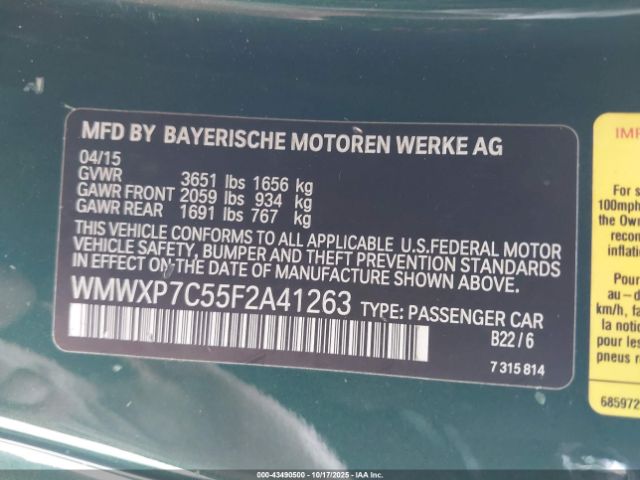 MFD BY BAYERISCHE MOTOREN WERKE AG
04/15
GVWR 3651 lbs 1656 kg
GAWR FRONT 2059 lbs 934 kg
GAWR REAR 1691 lbs 767 kg
THIS VEHICLE CONFORMS TO ALL APPLICABLE U.S.FEDERAL MOTOR
VEHICLE SAFETY, BUMPER AND THEFT PREVENTION STANDARDS
IN EFFECT ON THE DATE OF MANUFACTURE SHOWN ABOVE.
WMWXP7C55F2A41263 TYPE: PASSENGER CAR
B22/6
7 315 814
IMP
For s
100mph
the Own
recon
inflati
Pour
au-d
km/h, fa
la notic
pour les
pneus re
685972
000-43490500 | 10/17/2025 | IAA, Inc.